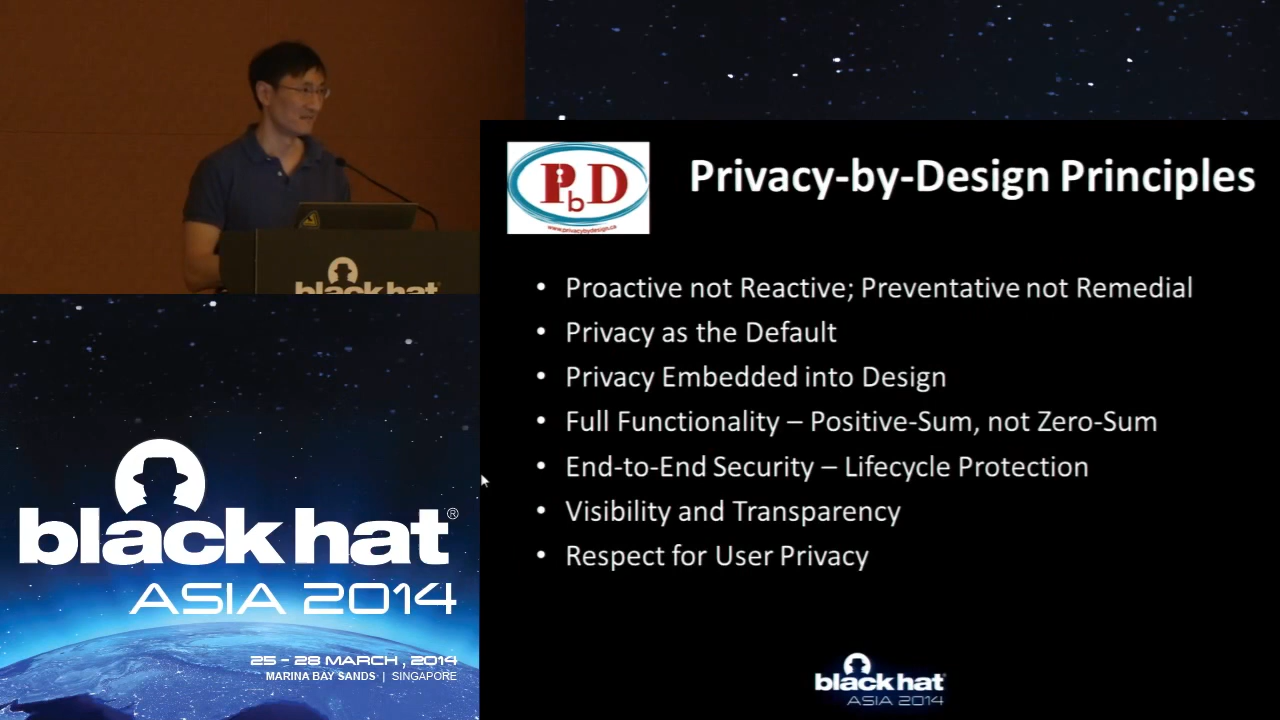 black hat
PbD
www.privacybydesign.ca
Privacy-by-Design Principles
• Proactive not Reactive; Preventative not Remedial
• Privacy as the Default
• Privacy Embedded into Design
• Full Functionality – Positive-Sum, not Zero-Sum
• End-to-End Security – Lifecycle Protection
• Visibility and Transparency
• Respect for User Privacy
black hat®
ASIA 2014
25 – 28 MARCH, 2014
MARINA BAY SANDS | SINGAPORE
black hat
ASIA 2014